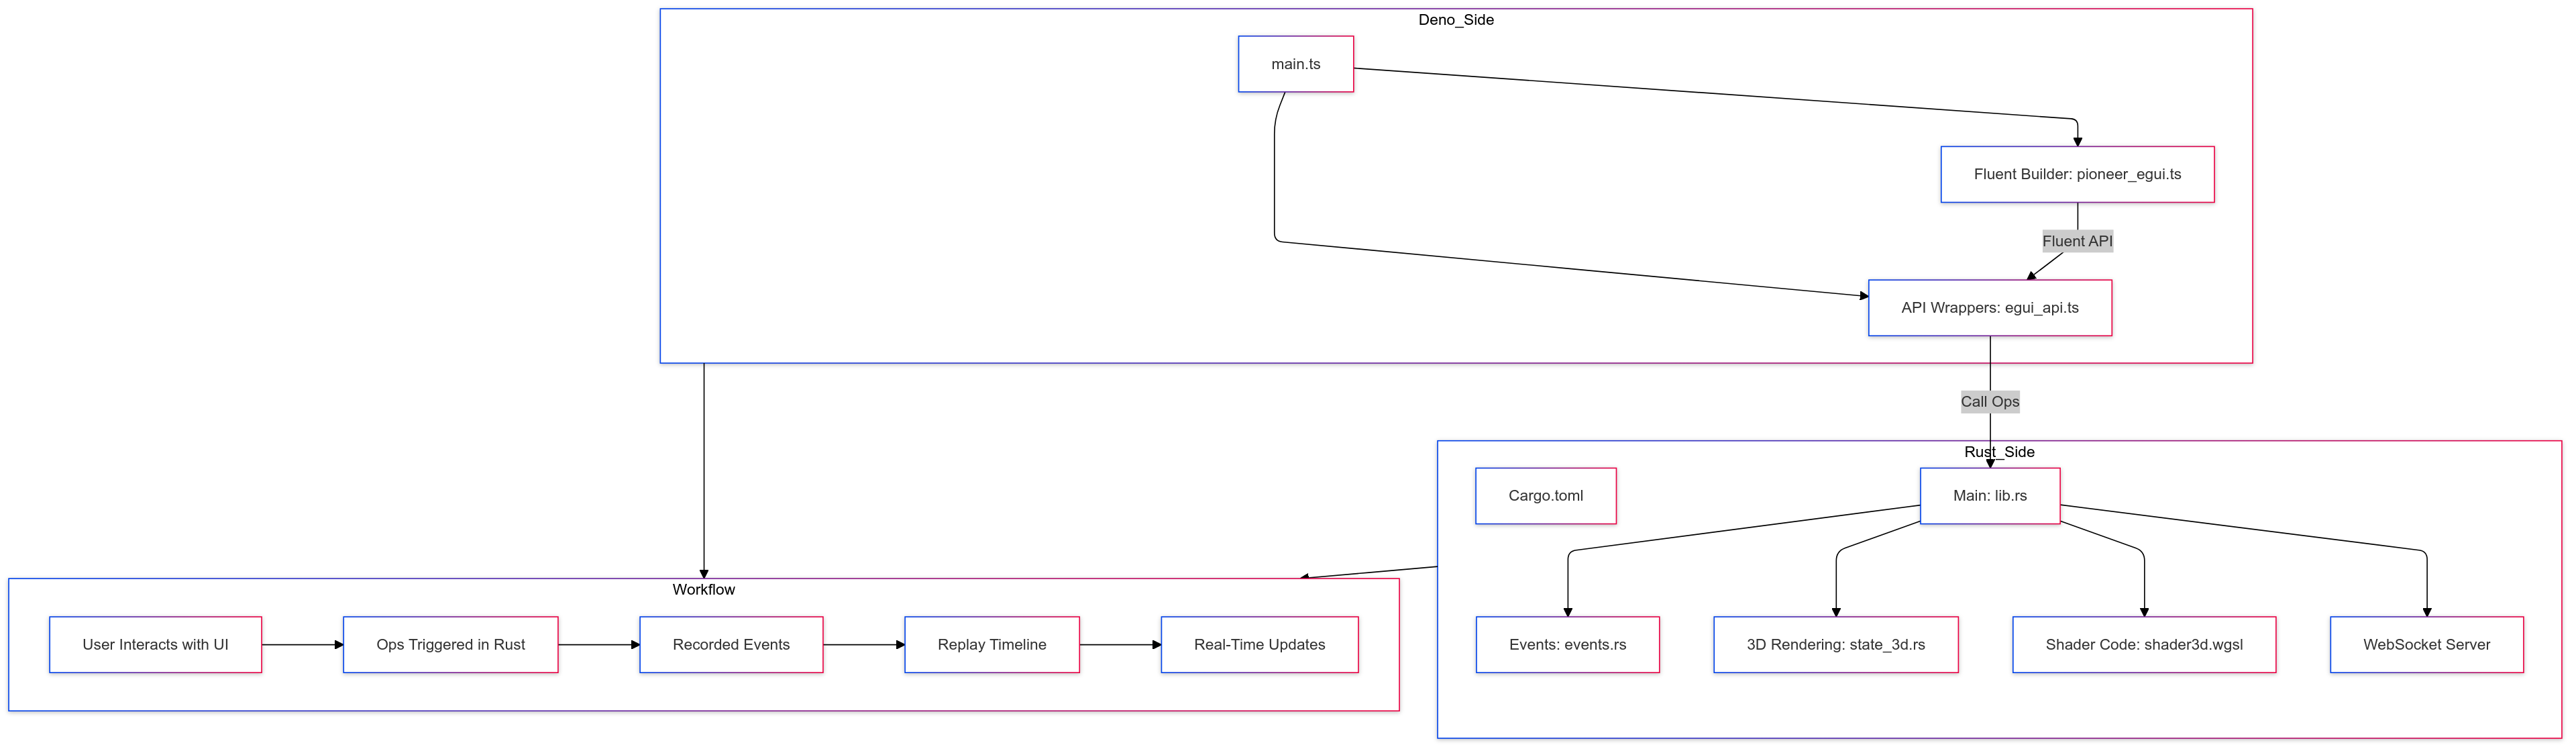 Deno_Side
main.ts
Fluent Builder: pioneer_egui.ts
Fluent API
API Wrappers: egui_api.ts
Call Ops
Rust_Side
Cargo.toml
Main: lib.rs
Events: events.rs
3D Rendering: state_3d.rs
Shader Code: shader3d.wgsl
WebSocket Server
Workflow
User Interacts with UI
Ops Triggered in Rust
Recorded Events
Replay Timeline
Real-Time Updates